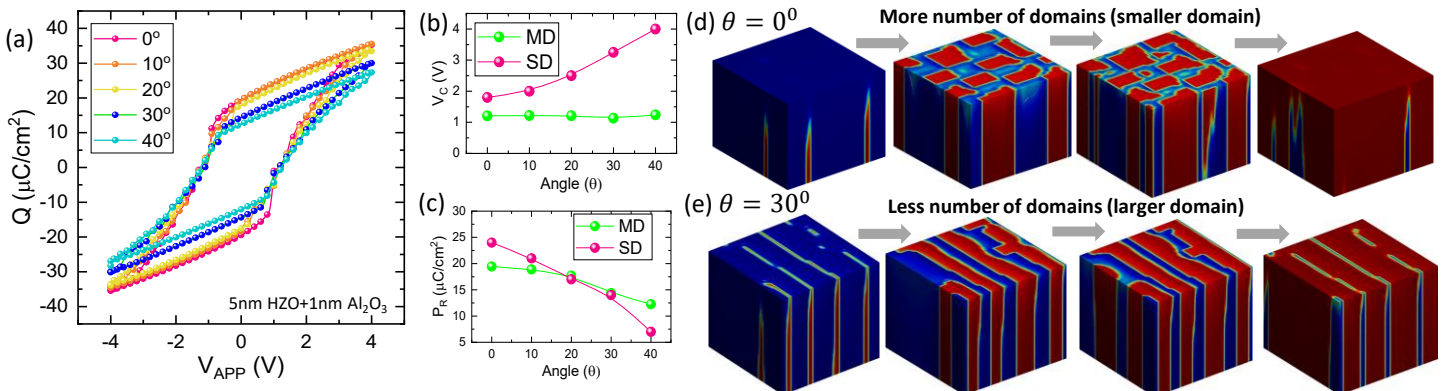 (a)
0°
10°
20°
30°
40°
Q (μC/cm²)
40
30
20
10
0
-10
-20
-30
-40
-4 -2 0 2 4
V_APP (V)
5nm HZO+1nm Al₂O₃
(b)
MD
SD
V_C (V)
4
3
2
1
0
0 10 20 30 40
Angle (θ)
(c)
MD
SD
P_R (μC/cm²)
30
25
20
15
10
5
0 10 20 30 40
Angle (θ)
(d) θ = 0⁰
More number of domains (smaller domain)
(e) θ = 30⁰
Less number of domains (larger domain)